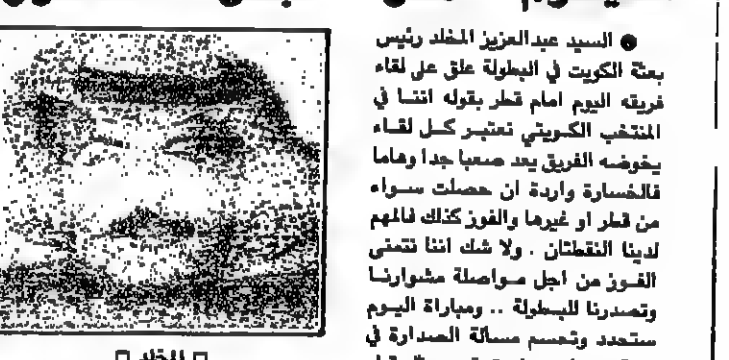 ● السيد عبدالعزيز المخلد رئيس
بعثة الكويت في البطولة علق على لقاء
فريقه اليوم امام قطر بقوله اننا في
المنتخب الكويتي نعتبر كل لقاء
يخوضه الفريق يعد صعبا جدا وهاما
فالخسارة واردة ان حصلت سواء
من قطر او غيرها والفوز كذلك فالمهم
لدينا النقطتان . ولا شك اننا نتمنى
الفوز من اجل مواصلة مشوارنا
وتصدرنا للبطولة .. ومباراة اليوم
ستحدد وتحسم مسألة الصدارة في
□ المخلد □